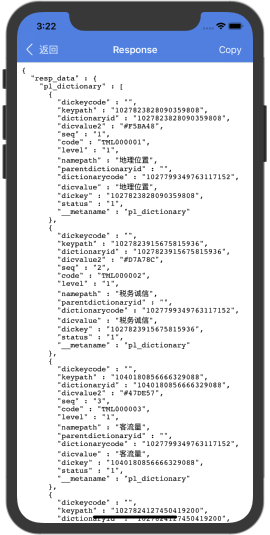 3:22
返回 Response Copy
{
"resp_data" : {
"pl_dictionary" : [
{
"dickeycode" : "",
"keypath" : "1027823828090359808",
"dictionaryid" : "1027823828090359808",
"dicvalue2" : "#F5BA48",
"seq" : "1",
"code" : "TML000001",
"level" : "1",
"namepath" : "地理位置",
"parentdictionaryid" : "",
"dictionarycode" : "1027799349763117152",
"dicvalue" : "地理位置",
"dickey" : "1027823828090359808",
"status" : "1",
"__metaname" : "pl_dictionary"
},
{
"dickeycode" : "",
"keypath" : "1027823915675815936",
"dictionaryid" : "1027823915675815936",
"dicvalue2" : "#D7A78C",
"seq" : "2",
"code" : "TML000002",
"level" : "1",
"namepath" : "税务诚信",
"parentdictionaryid" : "",
"dictionarycode" : "1027799349763117152",
"dicvalue" : "税务诚信",
"dickey" : "1027823915675815936",
"status" : "1",
"__metaname" : "pl_dictionary"
},
{
"dickeycode" : "",
"keypath" : "1040180856666329088",
"dictionaryid" : "1040180856666329088",
"dicvalue2" : "#47DE57",
"seq" : "3",
"code" : "TML000003",
"level" : "1",
"namepath" : "客流量",
"parentdictionaryid" : "",
"dictionarycode" : "1027799349763117152",
"dicvalue" : "客流量",
"dickey" : "1040180856666329088",
"status" : "1",
"__metaname" : "pl_dictionary"
},
{
"dickeycode" : "",
"keypath" : "1027824127450419200",
"dictionaryid" : "1027824127450419200",